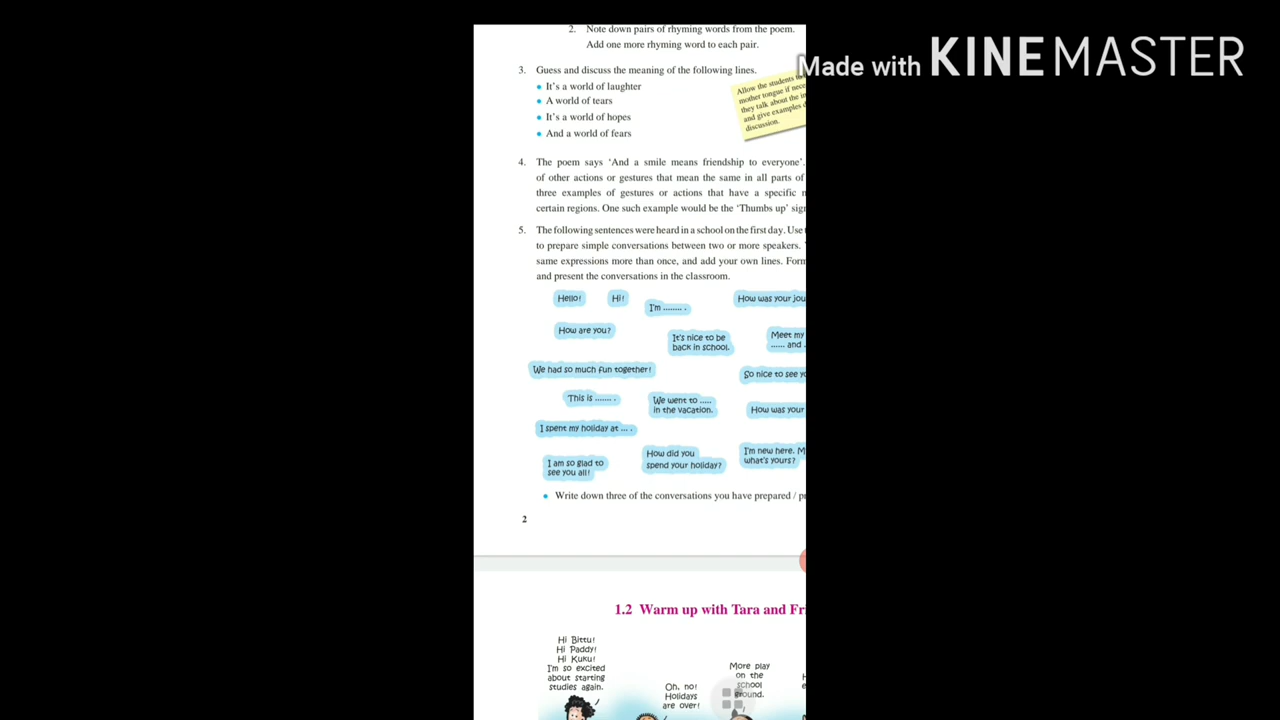 Made with KINEMASTER
2. Note down pairs of rhyming words from the poem.
Add one more rhyming word to each pair.
3. Guess and discuss the meaning of the following lines.
• It's a world of laughter
• A world of tears
• It's a world of hopes
• And a world of fears
Allow the students to
mother tongue if nece
they talk about the in
and give examples d
discussion.
4. The poem says ‘And a smile means friendship to everyone’.
of other actions or gestures that mean the same in all parts of
three examples of gestures or actions that have a specific
certain regions. One such example would be the ‘Thumbs up’ sig
5. The following sentences were heard in a school on the first day. Use
to prepare simple conversations between two or more speakers.
same expressions more than once, and add your own lines. Form
and present the conversations in the classroom.
Hello! Hi! I'm ........ . How was your jou
How are you? It's nice to be
back in school.
Meet my
...... and .
We had so much fun together! So nice to see yo
This is ....... . We went to .....
in the vacation.
How was your
I spent my holiday at ... .
I am so glad to
see you all!
How did you
spend your holiday?
I'm new here. M
what's yours?
• Write down three of the conversations you have prepared / pr
2
1.2 Warm up with Tara and Fri
Hi Bittu!
Hi Paddy!
Hi Kuku!
I'm so excited
about starting
studies again.
Oh, no!
Holidays
are over!
More play
on the
school
ground.
H
e